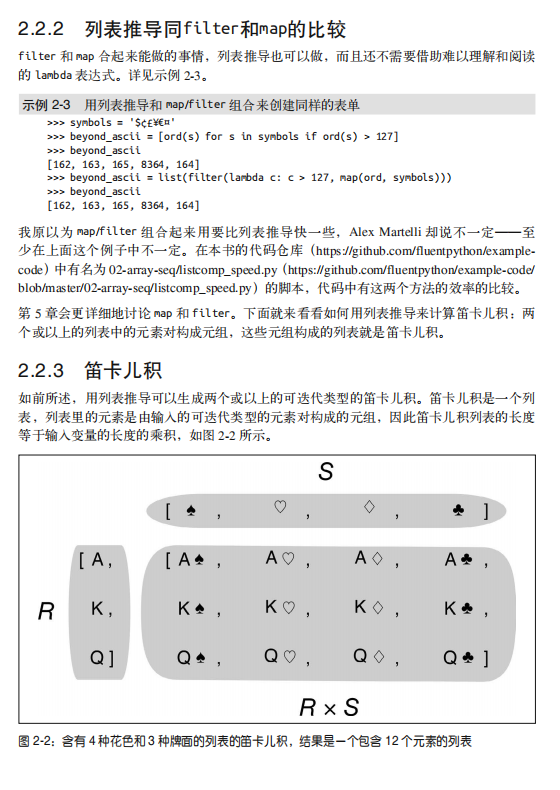 2.2.2 列表推导同filter和map的比较
filter 和 map 合起来能做的事情，列表推导也可以做，而且还不需要借助难以理解和阅读
的 lambda 表达式。详见示例 2-3。
示例 2-3 用列表推导和 map/filter 组合来创建同样的表单
>>> symbols = '$¢£¥€¤'
>>> beyond_ascii = [ord(s) for s in symbols if ord(s) > 127]
>>> beyond_ascii
[162, 163, 165, 8364, 164]
>>> beyond_ascii = list(filter(lambda c: c > 127, map(ord, symbols)))
>>> beyond_ascii
[162, 163, 165, 8364, 164]
我原以为 map/filter 组合起来用要比列表推导快一些，Alex Martelli 却说不一定——至
少在上面这个例子中不一定。在本书的代码仓库（https://github.com/fluentpython/example-
code）中有名为 02-array-seq/listcomp_speed.py（https://github.com/fluentpython/example-code/
blob/master/02-array-seq/listcomp_speed.py）的脚本，代码中有这两个方法的效率的比较。
第 5 章会更详细地讨论 map 和 filter。下面就来看看如何用列表推导来计算笛卡儿积：两
个或以上的列表中的元素对构成元组，这些元组构成的列表就是笛卡儿积。
2.2.3 笛卡儿积
如前所述，用列表推导可以生成两个或以上的可迭代类型的笛卡儿积。笛卡儿积是一个列
表，列表里的元素是由输入的可迭代类型的元素对构成的元组，因此笛卡儿积列表的长度
等于输入变量的长度的乘积，如图 2-2 所示。
S
[ ♠ , ♡ , ♢ , ♣ ]
[ A , [ A♠ , A♡ , A♢ , A♣ ,
R K , K♠ , K♡ , K♢ , K♣ ,
Q ] Q♠ , Q♡ , Q♢ , Q♣ ]
R × S
图 2-2：含有 4 种花色和 3 种牌面的列表的笛卡儿积，结果是一个包含 12 个元素的列表